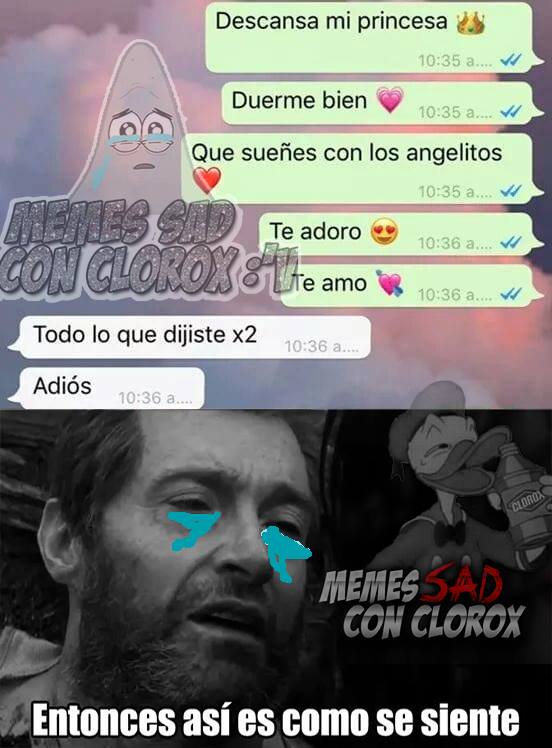 Descansa mi princesa 👑
10:35 a....
Duerme bien 💗
10:35 a....
Que sueñes con los angelitos
❤️
10:35 a....
Te adoro 😍
10:36 a....
Te amo 💘
10:36 a....
MEMES SAD
CON CLOROX :'V
Todo lo que dijiste x2
10:36 a....
Adiós
10:36 a....
CLOROX
MEMES SAD
CON CLOROX
Entonces así es como se siente